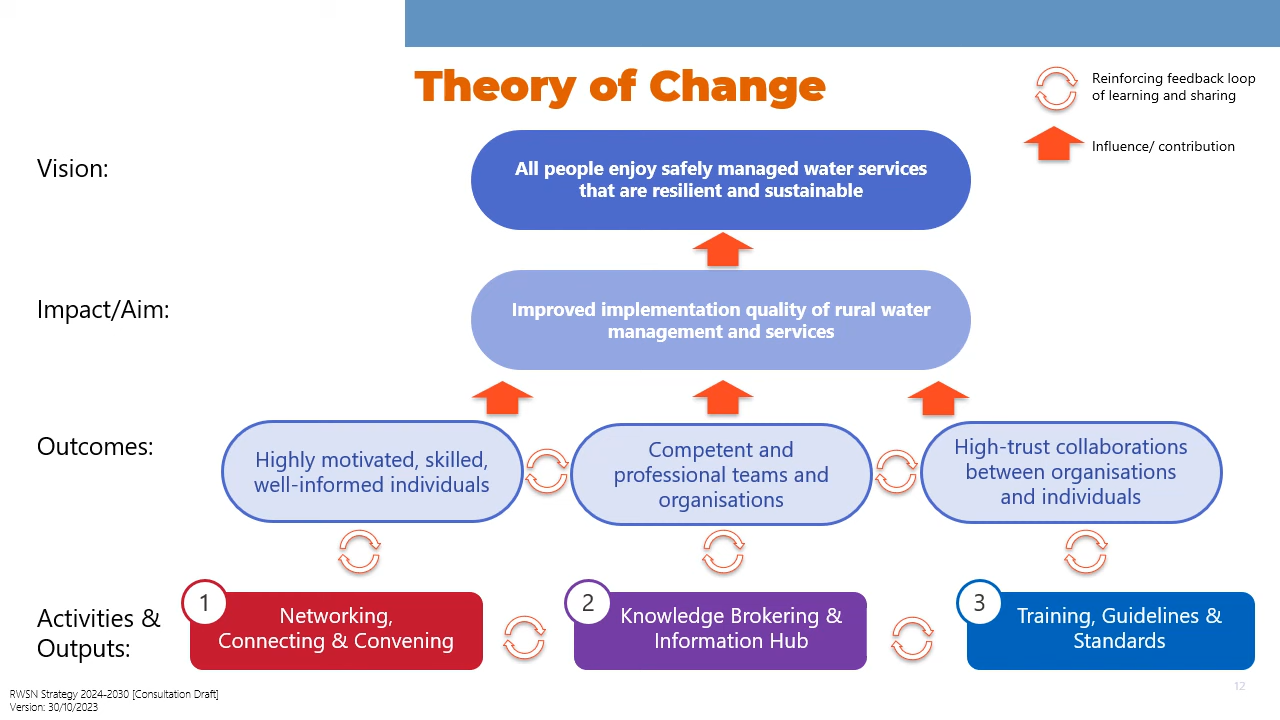 Theory of Change
Reinforcing feedback loop
of learning and sharing
Influence/ contribution
Vision:
All people enjoy safely managed water services
that are resilient and sustainable
Impact/Aim:
Improved implementation quality of rural water
management and services
Outcomes:
Highly motivated, skilled,
well-informed individuals
Competent and
professional teams and
organisations
High-trust collaborations
between organisations
and individuals
Activities &
Outputs:
1
Networking,
Connecting & Convening
2
Knowledge Brokering &
Information Hub
3
Training, Guidelines &
Standards
RWSN Strategy 2024-2030 [Consultation Draft]
Version: 30/10/2023
12